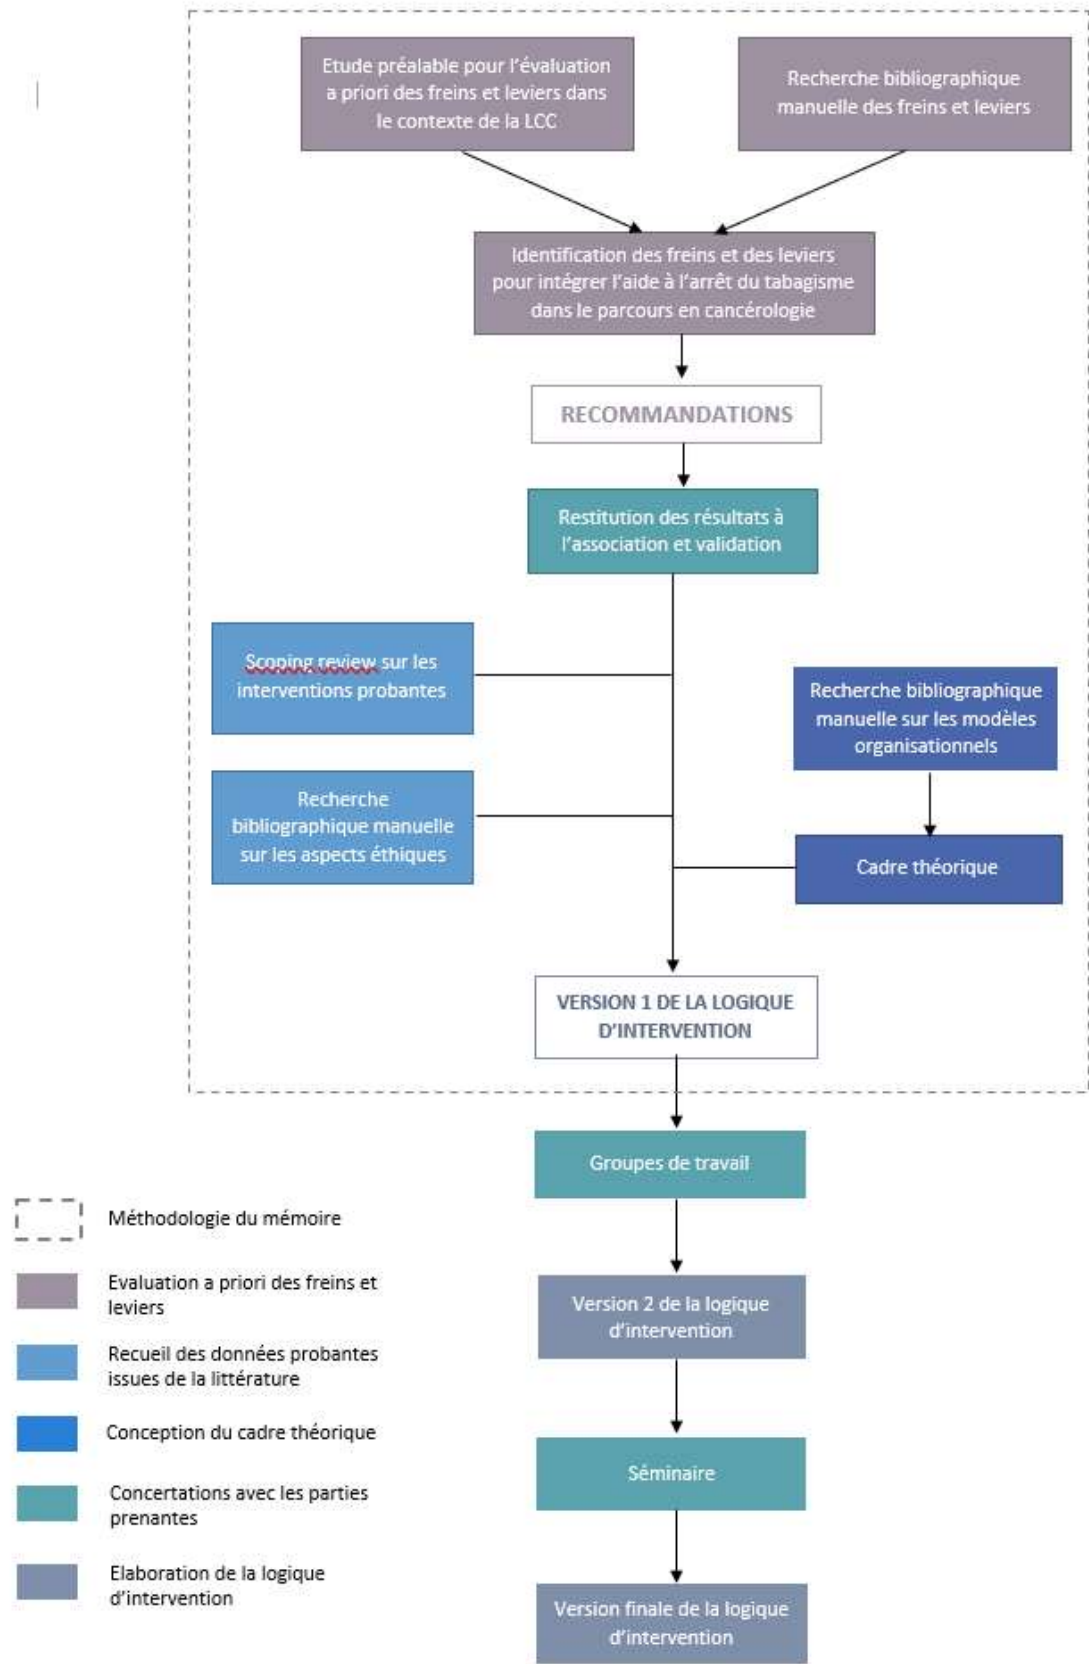 Etude préalable pour l'évaluation
a priori des freins et leviers dans
le contexte de la LCC
Recherche bibliographique
manuelle des freins et leviers
Identification des freins et des leviers
pour intégrer l'aide à l'arrêt du tabagisme
dans le parcours en cancérologie
RECOMMANDATIONS
Restitution des résultats à
l'association et validation
Scoping review sur les
interventions probantes
Recherche bibliographique
manuelle sur les modèles
organisationnels
Recherche
bibliographique manuelle
sur les aspects éthiques
Cadre théorique
VERSION 1 DE LA LOGIQUE
D'INTERVENTION
Groupes de travail
Version 2 de la logique
d'intervention
Séminaire
Version finale de la logique
d'intervention
Méthodologie du mémoire
Evaluation a priori des freins et
leviers
Recueil des données probantes
issues de la littérature
Conception du cadre théorique
Concertations avec les parties
prenantes
Elaboration de la logique
d'intervention